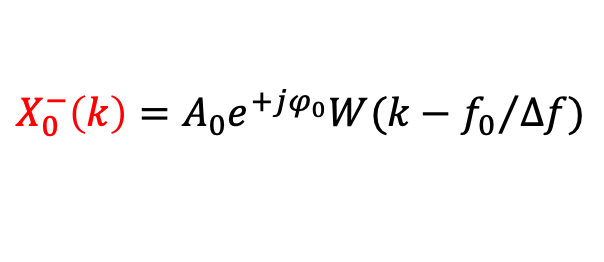 X₀⁻(k) = A₀e^{+jφ₀}W(k − f₀/Δf)